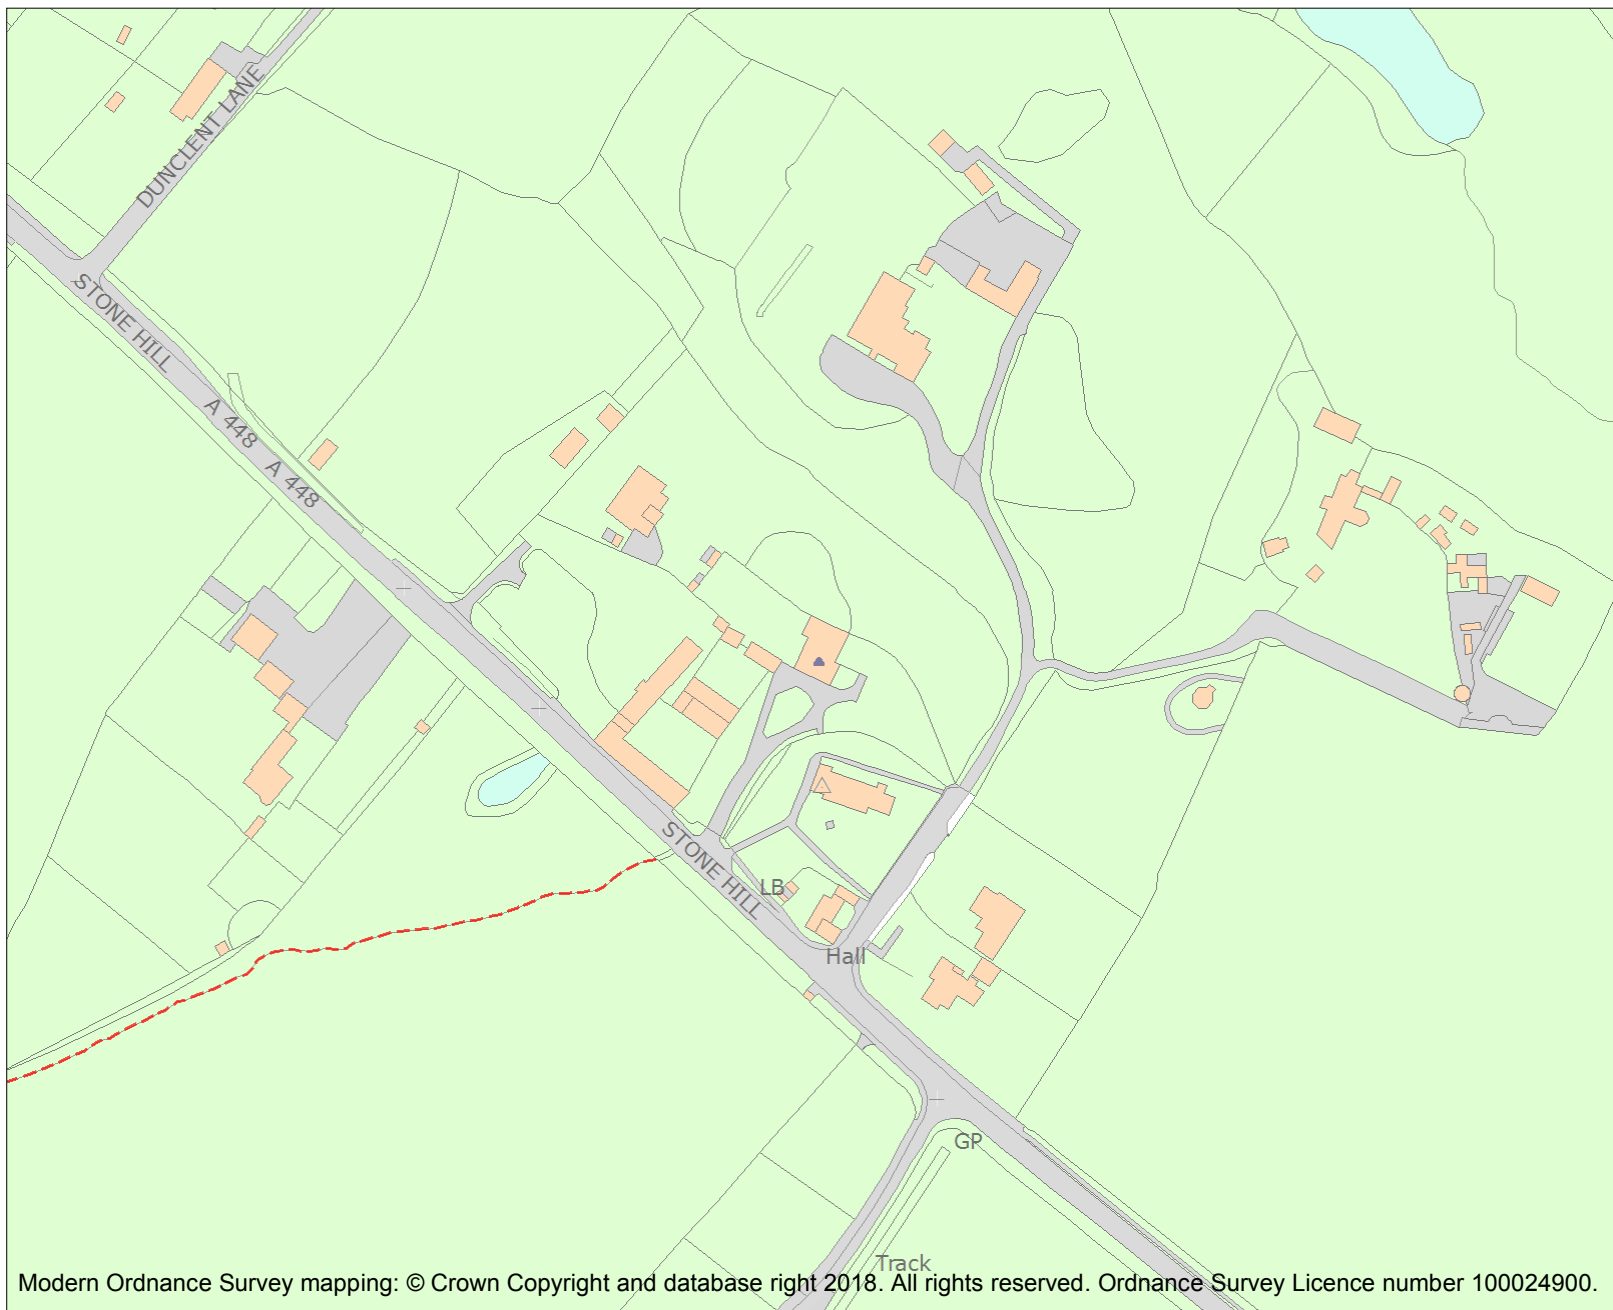 DUNCLENT LANE
STONE HILL
A 448
A 448
STONE HILL
LB
Hall
GP
Track
Modern Ordnance Survey mapping: © Crown Copyright and database right 2018. All rights reserved. Ordnance Survey Licence number 100024900.